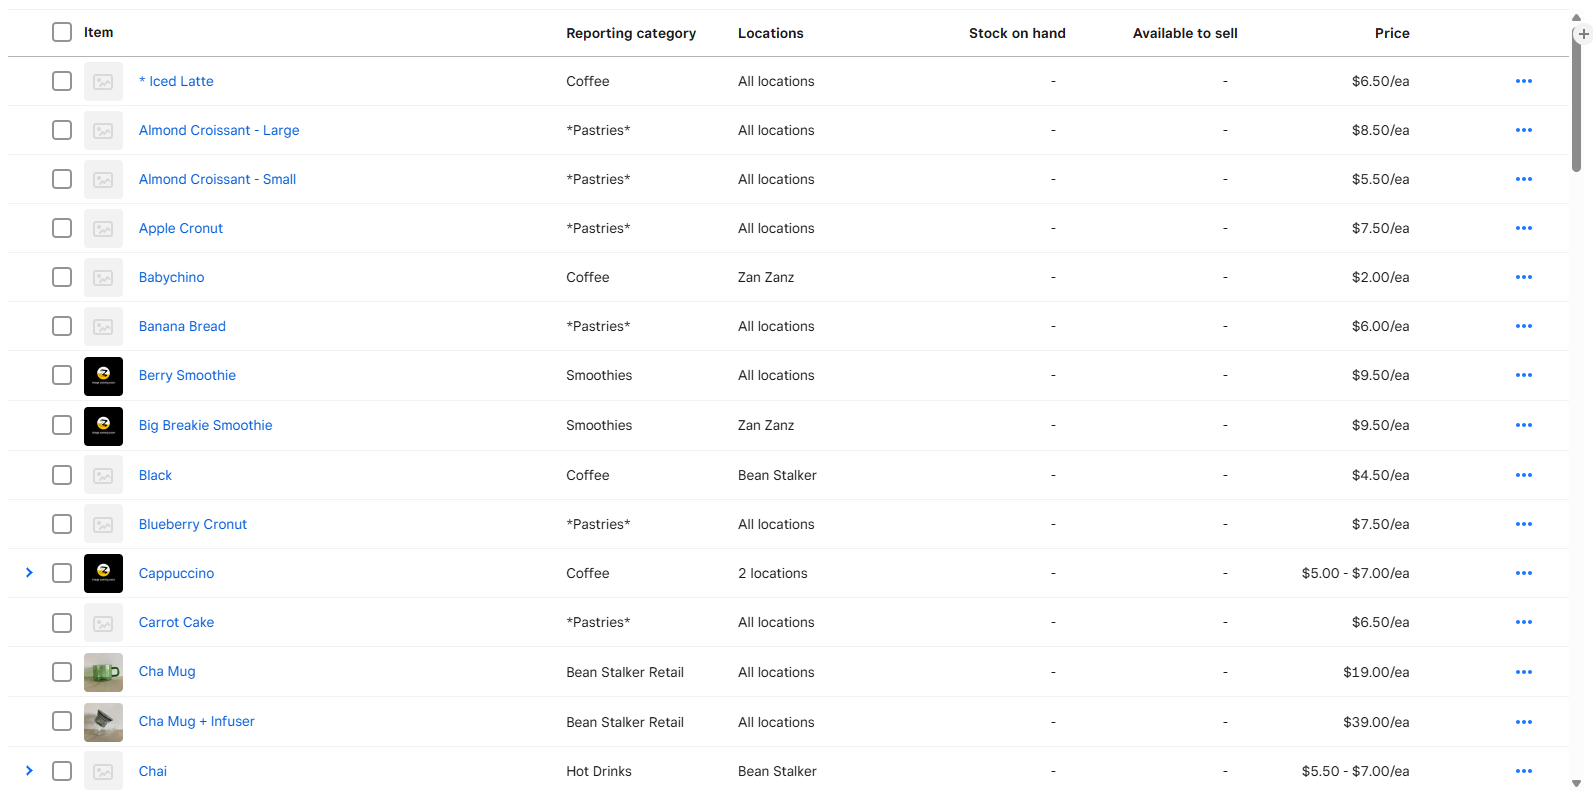 Item Reporting category Locations Stock on hand Available to sell Price
* Iced Latte Coffee All locations - - $6.50/ea
Almond Croissant - Large *Pastries* All locations - - $8.50/ea
Almond Croissant - Small *Pastries* All locations - - $5.50/ea
Apple Cronut *Pastries* All locations - - $7.50/ea
Babychino Coffee Zan Zanz - - $2.00/ea
Banana Bread *Pastries* All locations - - $6.00/ea
Berry Smoothie Smoothies All locations - - $9.50/ea
Big Breakie Smoothie Smoothies Zan Zanz - - $9.50/ea
Black Coffee Bean Stalker - - $4.50/ea
Blueberry Cronut *Pastries* All locations - - $7.50/ea
Cappuccino Coffee 2 locations - - $5.00 - $7.00/ea
Carrot Cake *Pastries* All locations - - $6.50/ea
Cha Mug Bean Stalker Retail All locations - - $19.00/ea
Cha Mug + Infuser Bean Stalker Retail All locations - - $39.00/ea
Chai Hot Drinks Bean Stalker - - $5.50 - $7.00/ea